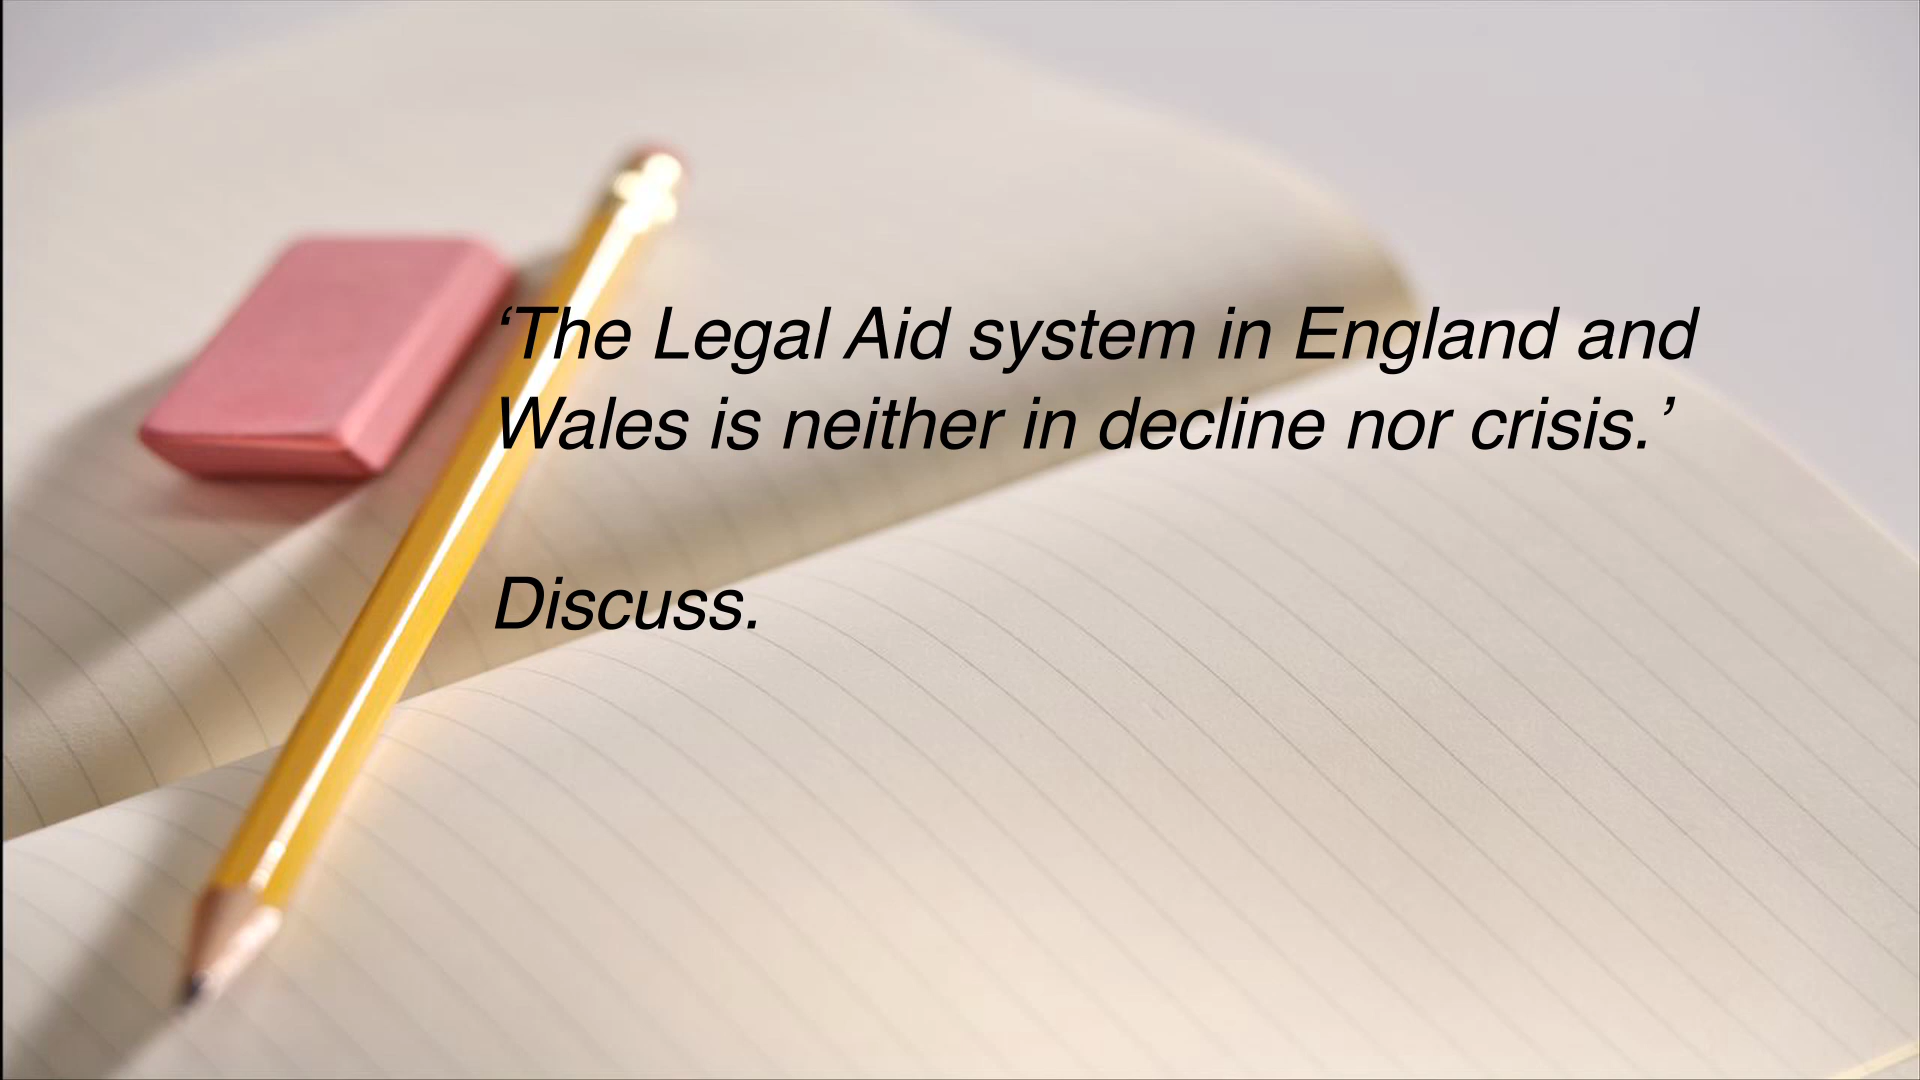 ‘The Legal Aid system in England and
Wales is neither in decline nor crisis.’
Discuss.